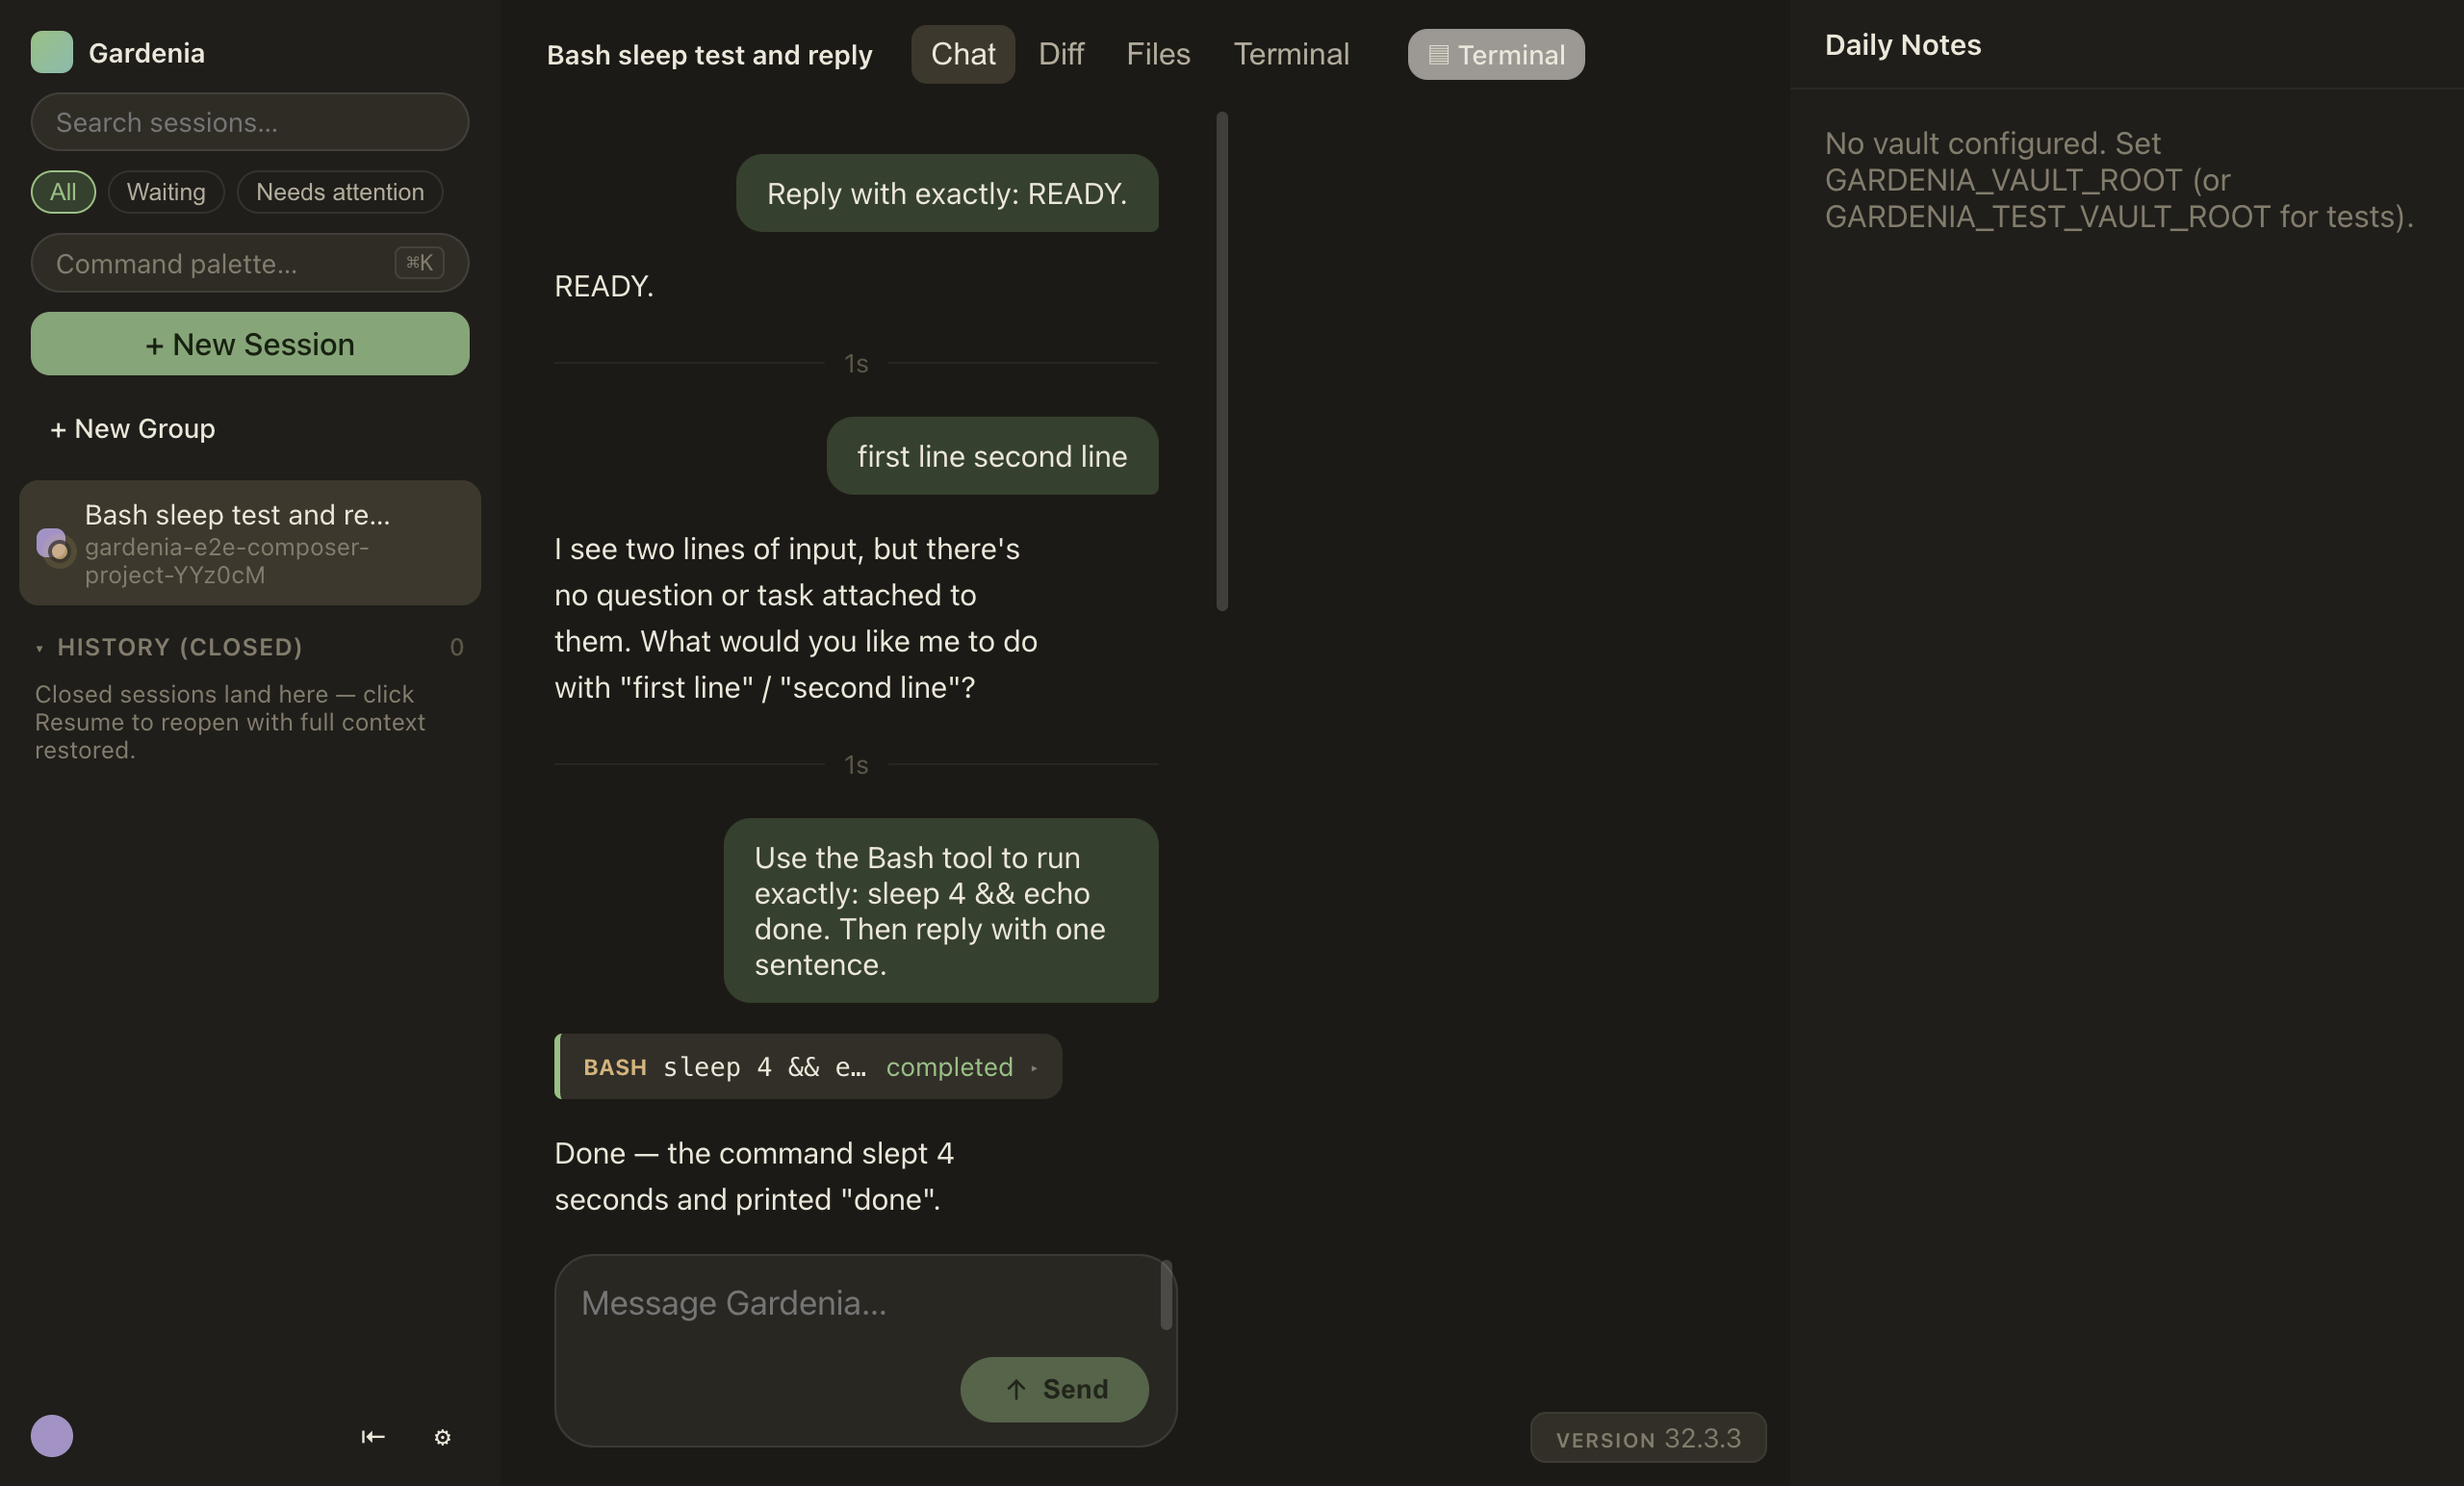 Gardenia
Search sessions...
All
Waiting
Needs attention
Command palette...
⌘K
+ New Session
+ New Group
Bash sleep test and re...
gardenia-e2e-composer-
project-YYz0cM
▾ HISTORY (CLOSED)
0
Closed sessions land here — click
Resume to reopen with full context
restored.
Bash sleep test and reply
Chat
Diff
Files
Terminal
Terminal
Reply with exactly: READY.
READY.
1s
first line second line
I see two lines of input, but there's
no question or task attached to
them. What would you like me to do
with "first line" / "second line"?
1s
Use the Bash tool to run
exactly: sleep 4 && echo
done. Then reply with one
sentence.
BASH sleep 4 && e… completed ▸
Done — the command slept 4
seconds and printed "done".
Message Gardenia...
↑ Send
VERSION 32.3.3
Daily Notes
No vault configured. Set
GARDENIA_VAULT_ROOT (or
GARDENIA_TEST_VAULT_ROOT for tests).